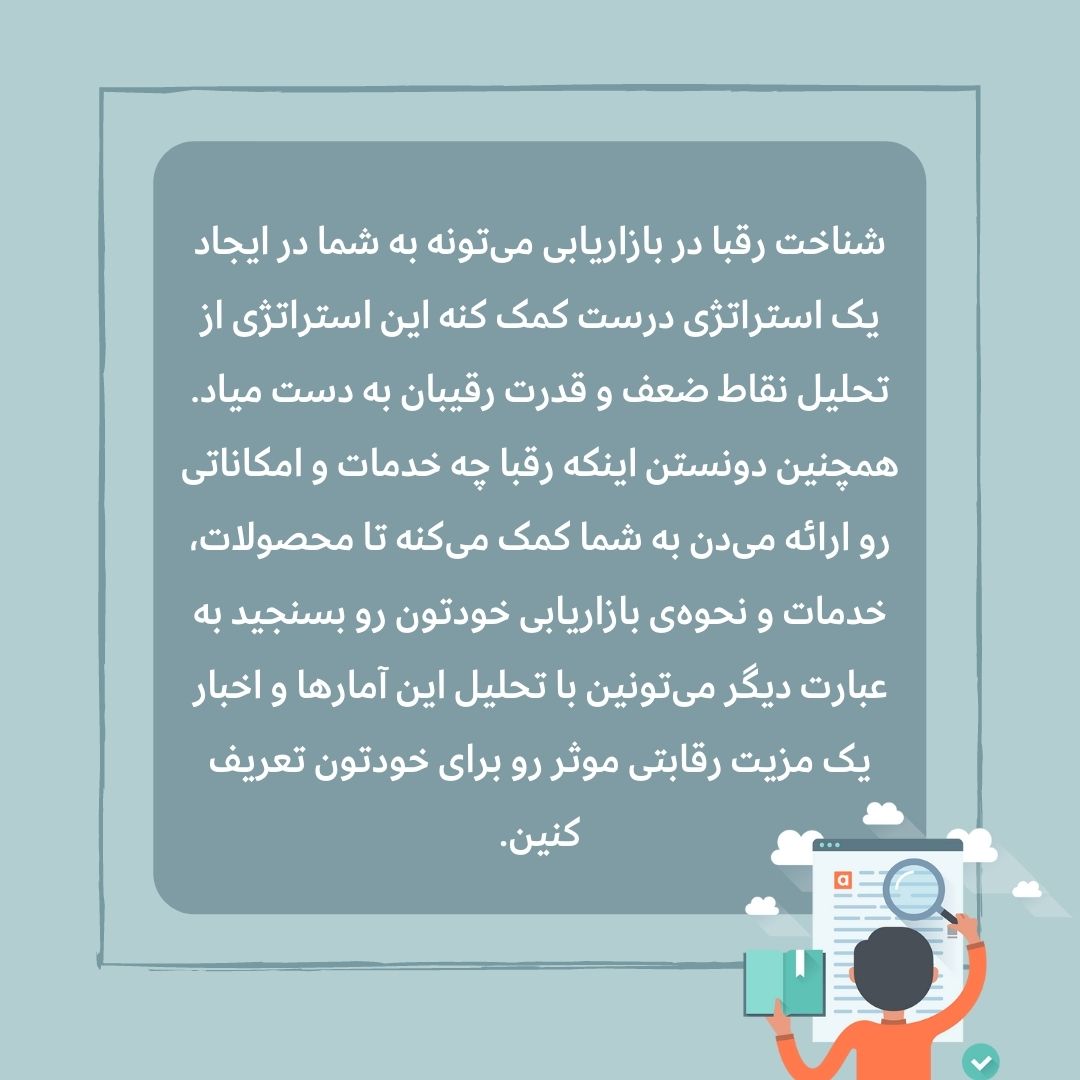 شناخت رقبا در بازاریابی می‌تونه به شما در ایجاد
یک استراتژی درست کمک کنه این استراتژی از
تحلیل نقاط ضعف و قدرت رقیبان به دست میاد.
همچنین دونستن اینکه رقبا چه خدمات و امکاناتی
رو ارائه می‌دن به شما کمک می‌کنه تا محصولات،
خدمات و نحوه‌ی بازاریابی خودتون رو بسنجید به
عبارت دیگر می‌تونین با تحلیل این آمارها و اخبار
یک مزیت رقابتی موثر رو برای خودتون تعریف
کنین.
a